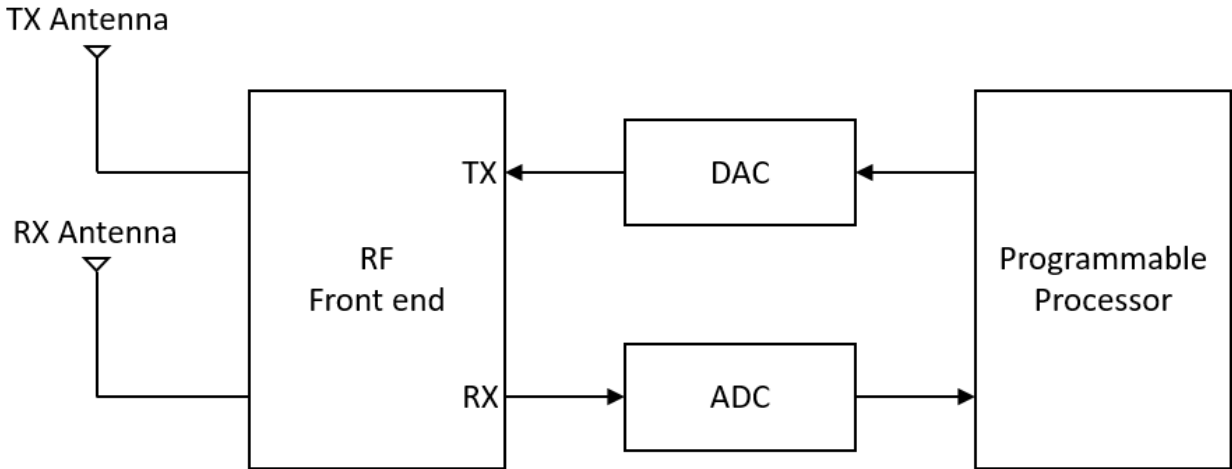 TX Antenna
RX Antenna
RF
Front end
TX
RX
DAC
ADC
Programmable
Processor